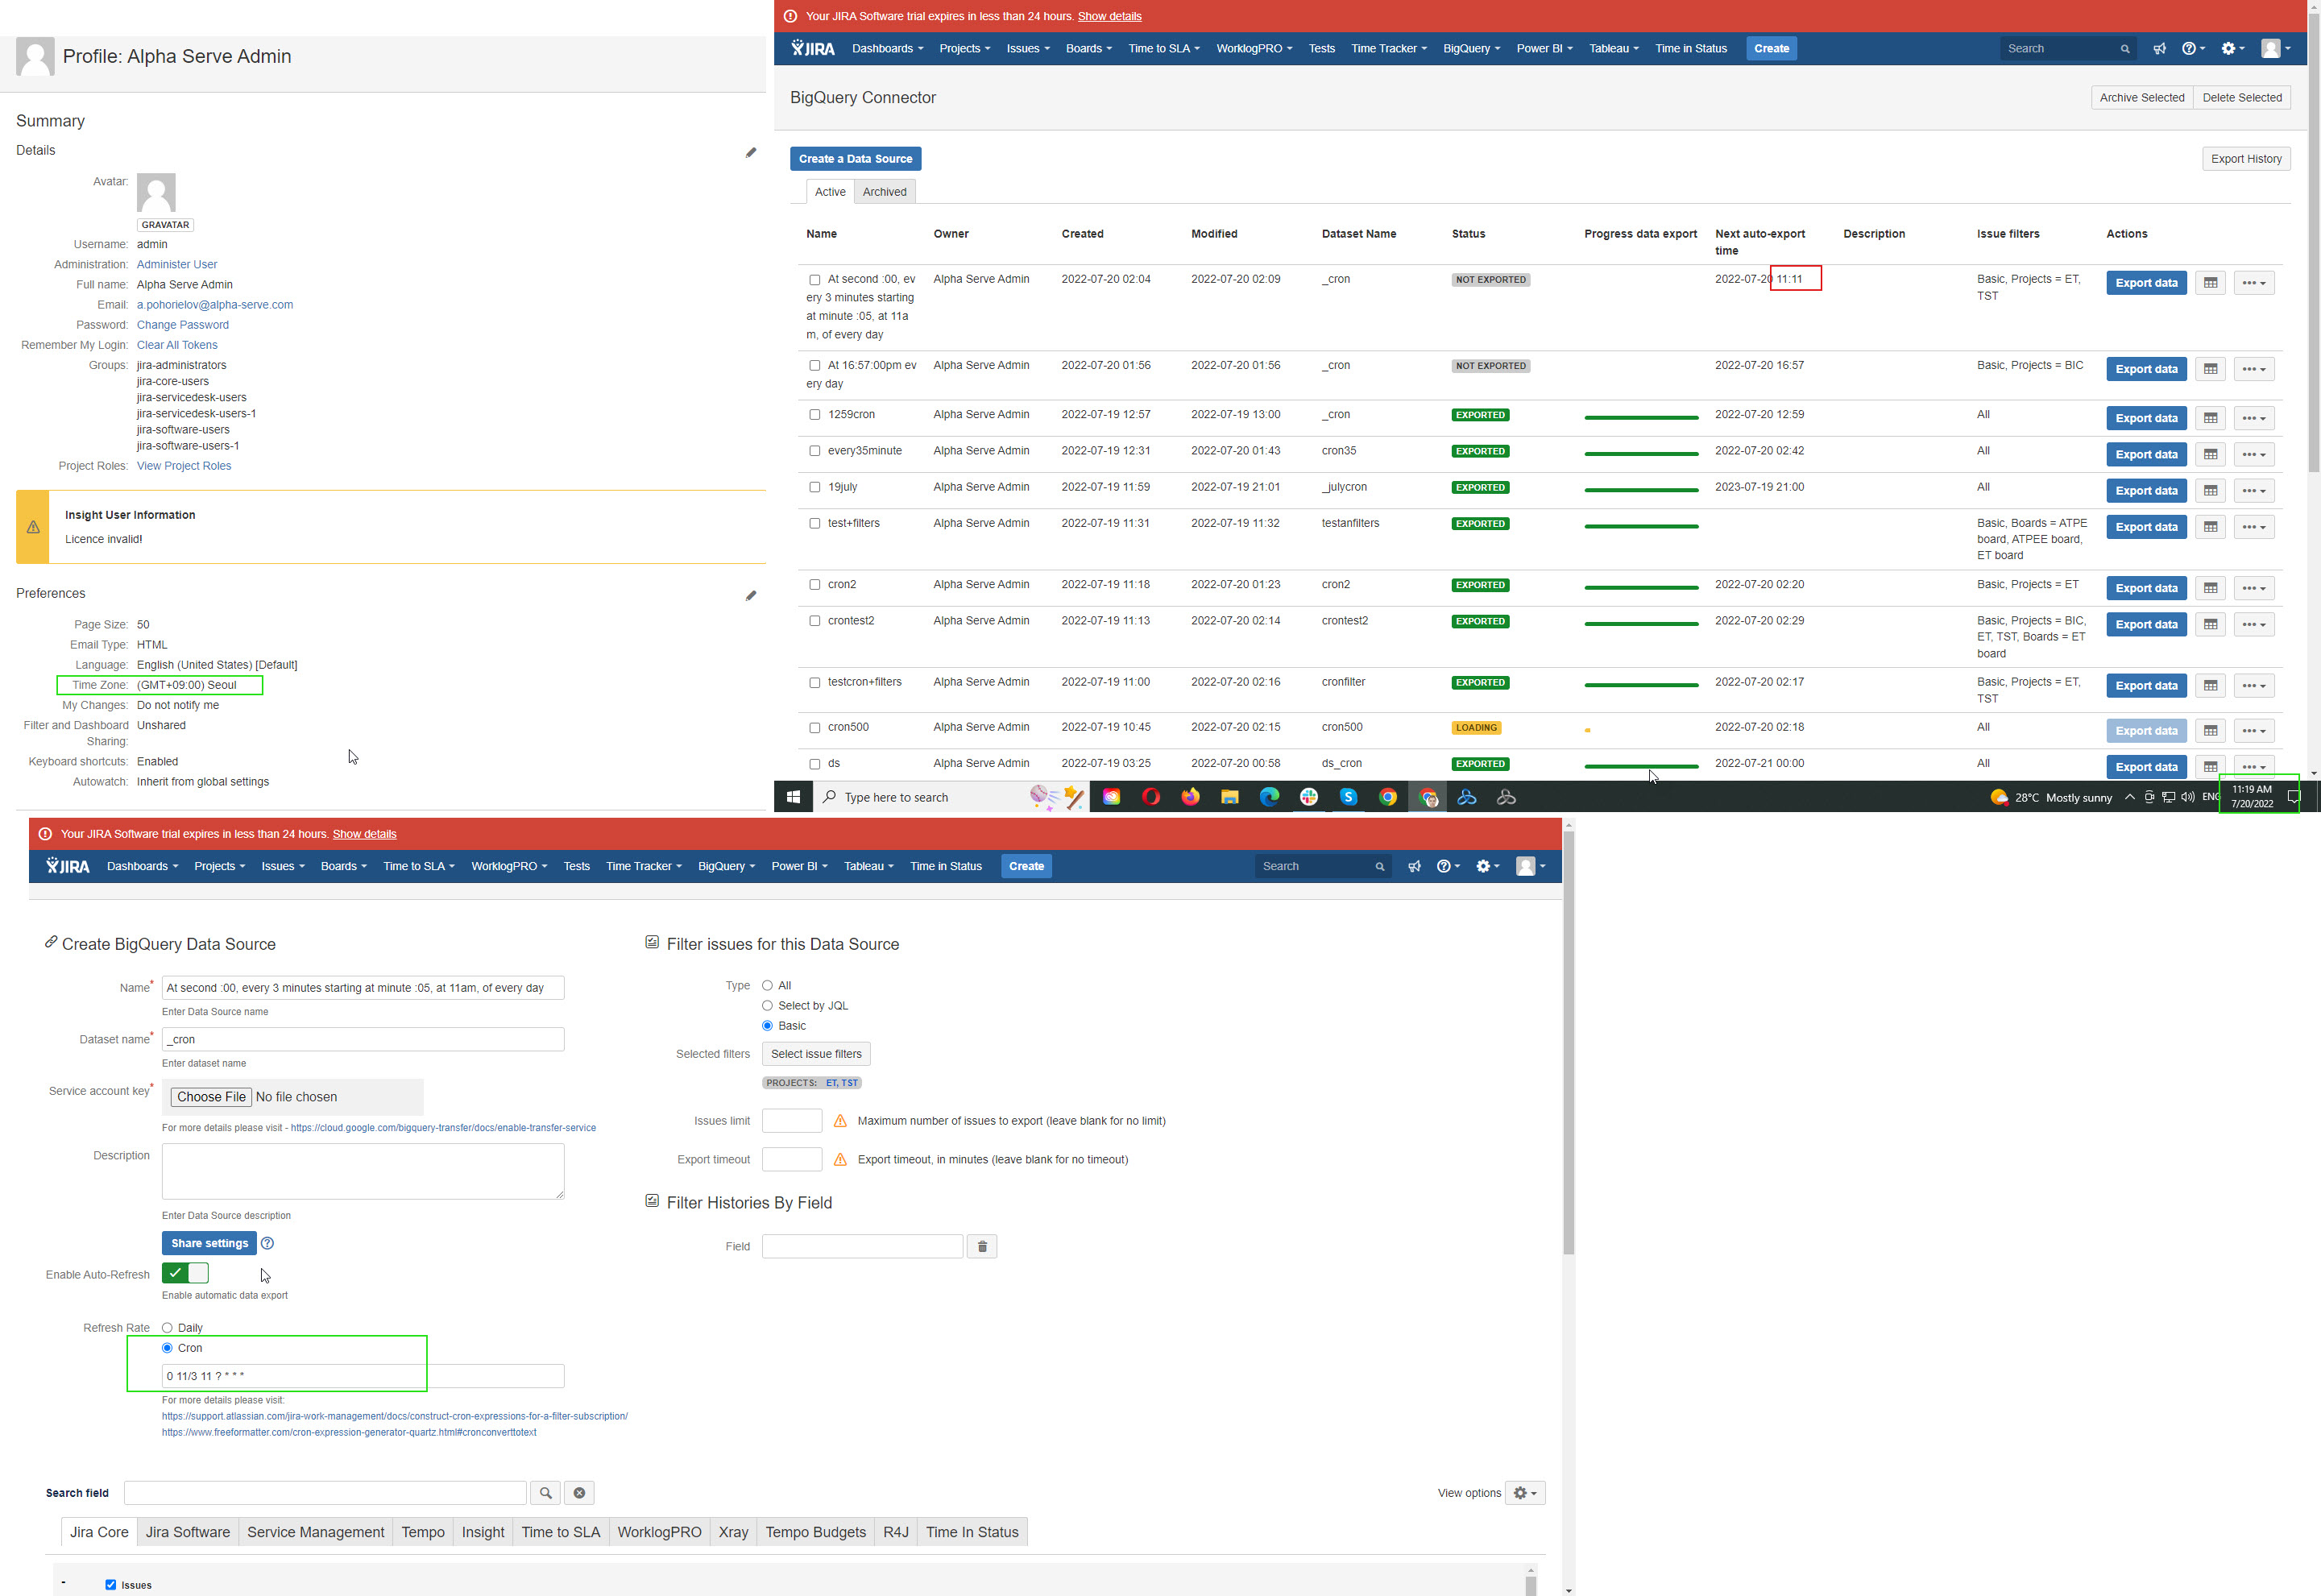 Profile: Alpha Serve Admin
Summary
Details
Avatar:
GRAVATAR
Username: admin
Administration: Administer User
Full name: Alpha Serve Admin
Email: a.pohorielov@alpha-serve.com
Password: Change Password
Remember My Login: Clear All Tokens
Groups: jira-administrators
jira-core-users
jira-servicedesk-users
jira-servicedesk-users-1
jira-software-users
jira-software-users-1
Project Roles: View Project Roles
Insight User Information
Licence invalid!
Preferences
Page Size: 50
Email Type: HTML
Language: English (United States) [Default]
Time Zone: (GMT+09:00) Seoul
My Changes: Do not notify me
Filter and Dashboard Unshared
Sharing:
Keyboard shortcuts: Enabled
Autowatch: Inherit from global settings
Your JIRA Software trial expires in less than 24 hours. Show details
JIRA Dashboards Projects Issues Boards Time to SLA WorklogPRO Tests Time Tracker BigQuery Power BI Tableau Time in Status Create Search
BigQuery Connector
Archive Selected Delete Selected
Create a Data Source
Export History
Active Archived
Name Owner Created Modified Dataset Name Status Progress data export Next auto-export Description Issue filters Actions
time
At second :00, ev Alpha Serve Admin 2022-07-20 02:04 2022-07-20 02:09 _cron NOT EXPORTED 2022-07-20 11:11 Basic, Projects = ET, Export data
ery 3 minutes starting TST
at minute :05, at 11a
m, of every day
At 16:57:00pm ev Alpha Serve Admin 2022-07-20 01:56 2022-07-20 01:56 _cron NOT EXPORTED 2022-07-20 16:57 Basic, Projects = BIC Export data
ery day
1259cron Alpha Serve Admin 2022-07-19 12:57 2022-07-19 13:00 _cron EXPORTED 2022-07-20 12:59 All Export data
every35minute Alpha Serve Admin 2022-07-19 12:31 2022-07-20 01:43 cron35 EXPORTED 2022-07-20 02:42 All Export data
19july Alpha Serve Admin 2022-07-19 11:59 2022-07-19 21:01 _julycron EXPORTED 2023-07-19 21:00 All Export data
test+filters Alpha Serve Admin 2022-07-19 11:31 2022-07-19 11:32 testanfilters EXPORTED Basic, Boards = ATPE Export data
board, ATPEE board,
ET board
cron2 Alpha Serve Admin 2022-07-19 11:18 2022-07-20 01:23 cron2 EXPORTED 2022-07-20 02:20 Basic, Projects = ET Export data
crontest2 Alpha Serve Admin 2022-07-19 11:13 2022-07-20 02:14 crontest2 EXPORTED 2022-07-20 02:29 Basic, Projects = BIC, Export data
ET, TST, Boards = ET
board
testcron+filters Alpha Serve Admin 2022-07-19 11:00 2022-07-20 02:16 cronfilter EXPORTED 2022-07-20 02:17 Basic, Projects = ET, Export data
TST
cron500 Alpha Serve Admin 2022-07-19 10:45 2022-07-20 02:15 cron500 LOADING 2022-07-20 02:18 All Export data
ds Alpha Serve Admin 2022-07-19 03:25 2022-07-20 00:58 ds_cron EXPORTED 2022-07-21 00:00 All Export data
Type here to search 28°C Mostly sunny ENG 11:19 AM
7/20/2022
Your JIRA Software trial expires in less than 24 hours. Show details
JIRA Dashboards Projects Issues Boards Time to SLA WorklogPRO Tests Time Tracker BigQuery Power BI Tableau Time in Status Create Search
Create BigQuery Data Source
Name* At second :00, every 3 minutes starting at minute :05, at 11am, of every day
Enter Data Source name
Dataset name* _cron
Enter dataset name
Service account key* Choose File No file chosen
For more details please visit - https://cloud.google.com/bigquery-transfer/docs/enable-transfer-service
Description
Enter Data Source description
Share settings
Enable Auto-Refresh
Enable automatic data export
Refresh Rate Daily
Cron
0 11/3 11 ? * * *
For more details please visit:
https://support.atlassian.com/jira-work-management/docs/construct-cron-expressions-for-a-filter-subscription/
https://www.freeformatter.com/cron-expression-generator-quartz.html#cronconverttotext
Filter issues for this Data Source
Type All
Select by JQL
Basic
Selected filters Select issue filters
PROJECTS: ET, TST
Issues limit Maximum number of issues to export (leave blank for no limit)
Export timeout Export timeout, in minutes (leave blank for no timeout)
Filter Histories By Field
Field
Search field View options
Jira Core Jira Software Service Management Tempo Insight Time to SLA WorklogPRO Xray Tempo Budgets R4J Time In Status
- Issues